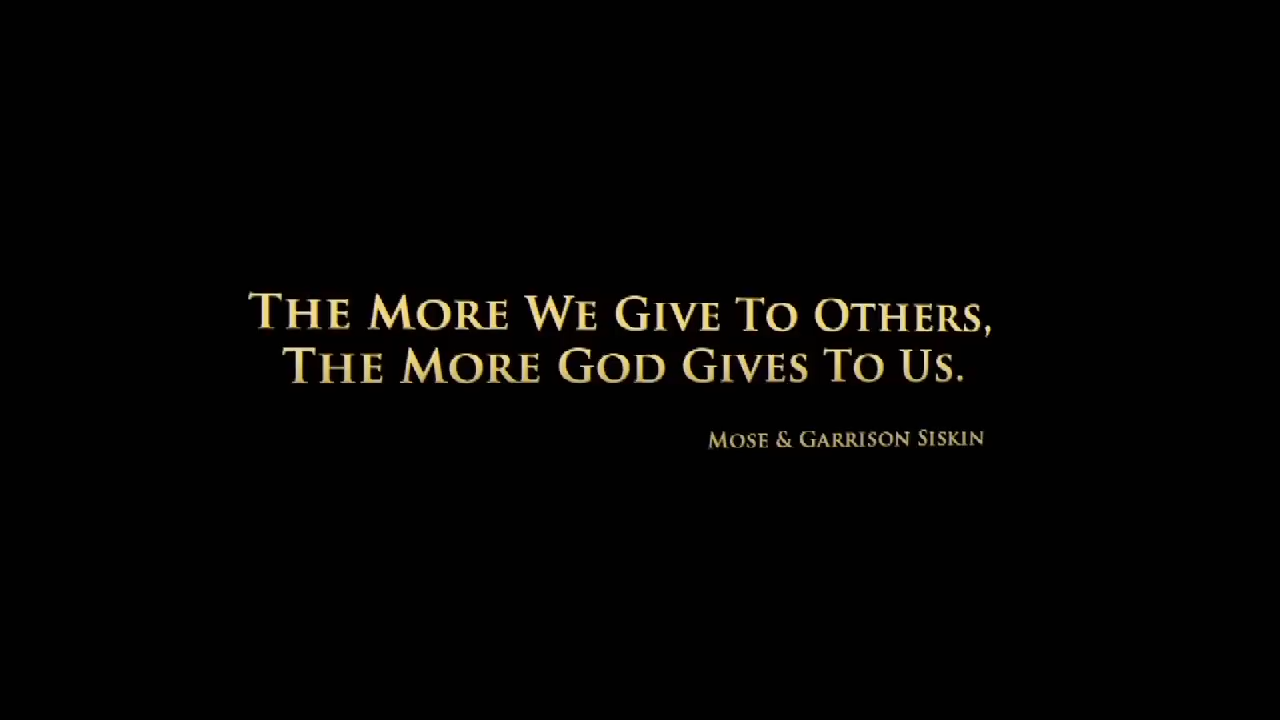 The More We Give To Others,
The More God Gives To Us.
Mose & Garrison Siskin